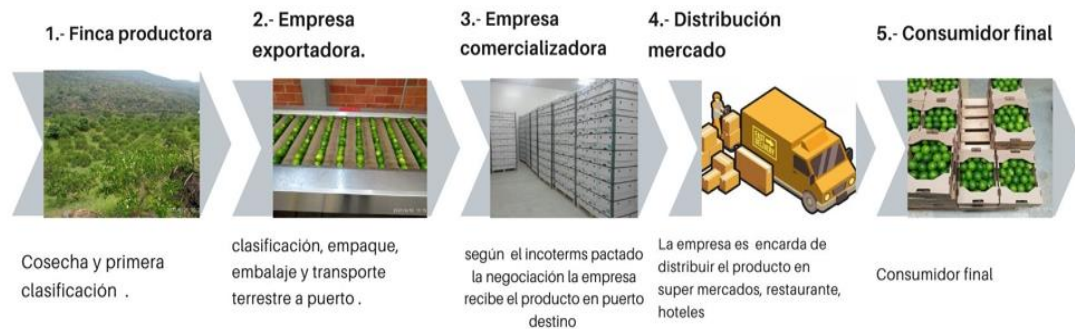 1.- Finca productora
2.- Empresa
exportadora.
3.- Empresa
comercializadora
4.- Distribución
mercado
5.- Consumidor final
Cosecha y primera
clasificación .
clasificación, empaque,
embalaje y transporte
terrestre a puerto .
según el incoterms pactado
la negociación la empresa
recibe el producto en puerto
destino
La empresa es encarda de
distribuir el producto en
super mercados, restaurante,
hoteles
Consumidor final